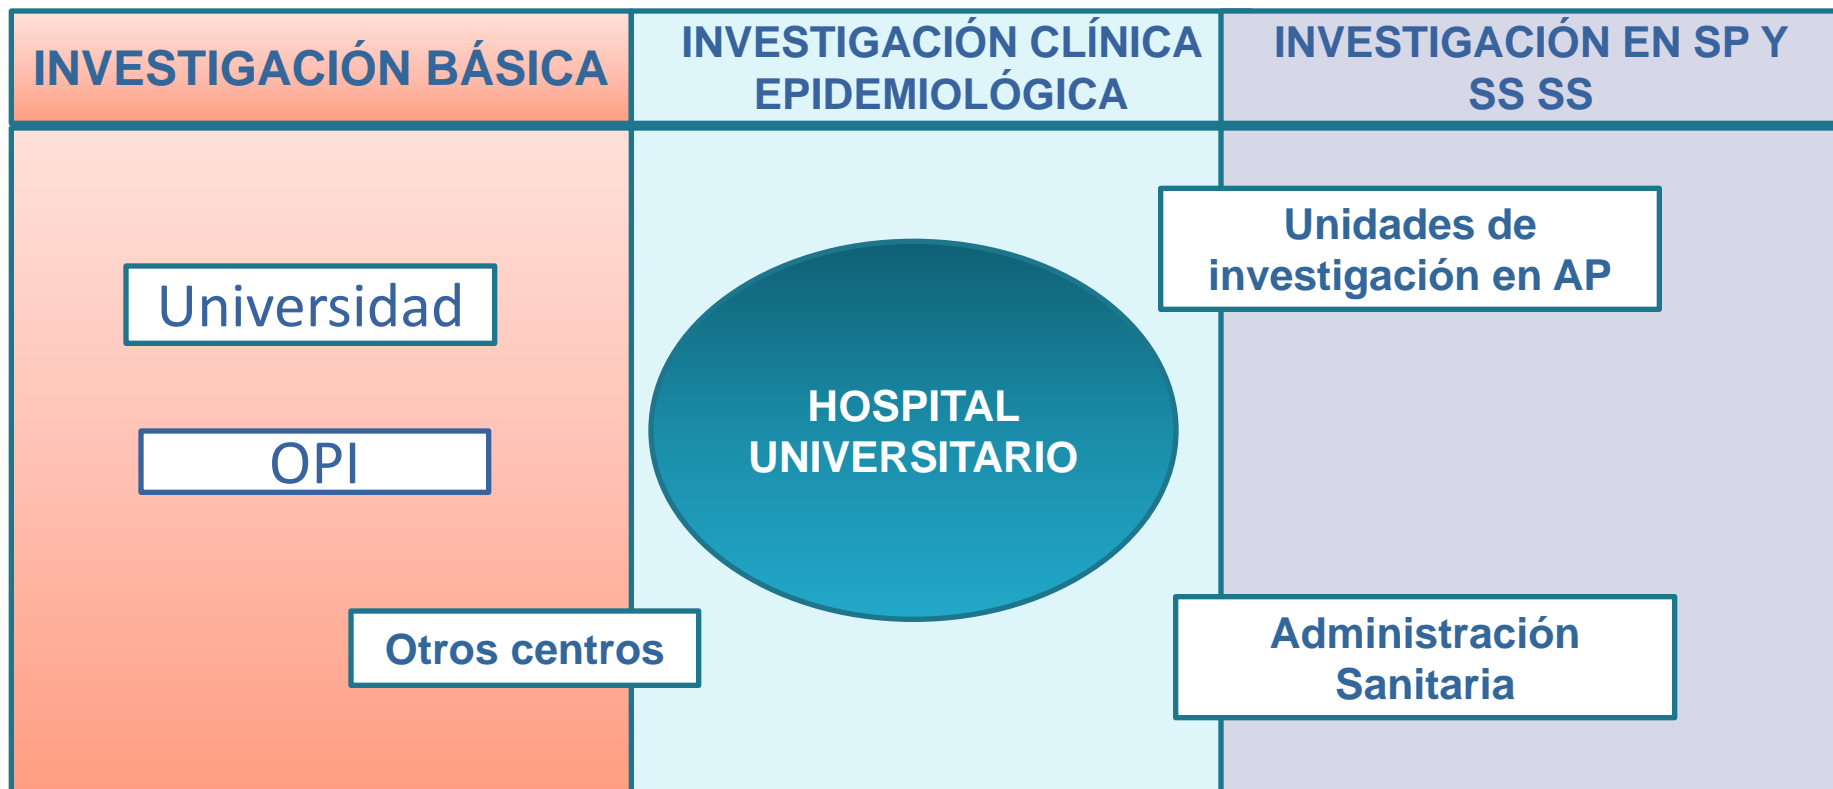 INVESTIGACIÓN BÁSICA
INVESTIGACIÓN CLÍNICA
EPIDEMIOLÓGICA
INVESTIGACIÓN EN SP Y
SS SS
Universidad
OPI
Otros centros
HOSPITAL
UNIVERSITARIO
Unidades de
investigación en AP
Administración
Sanitaria